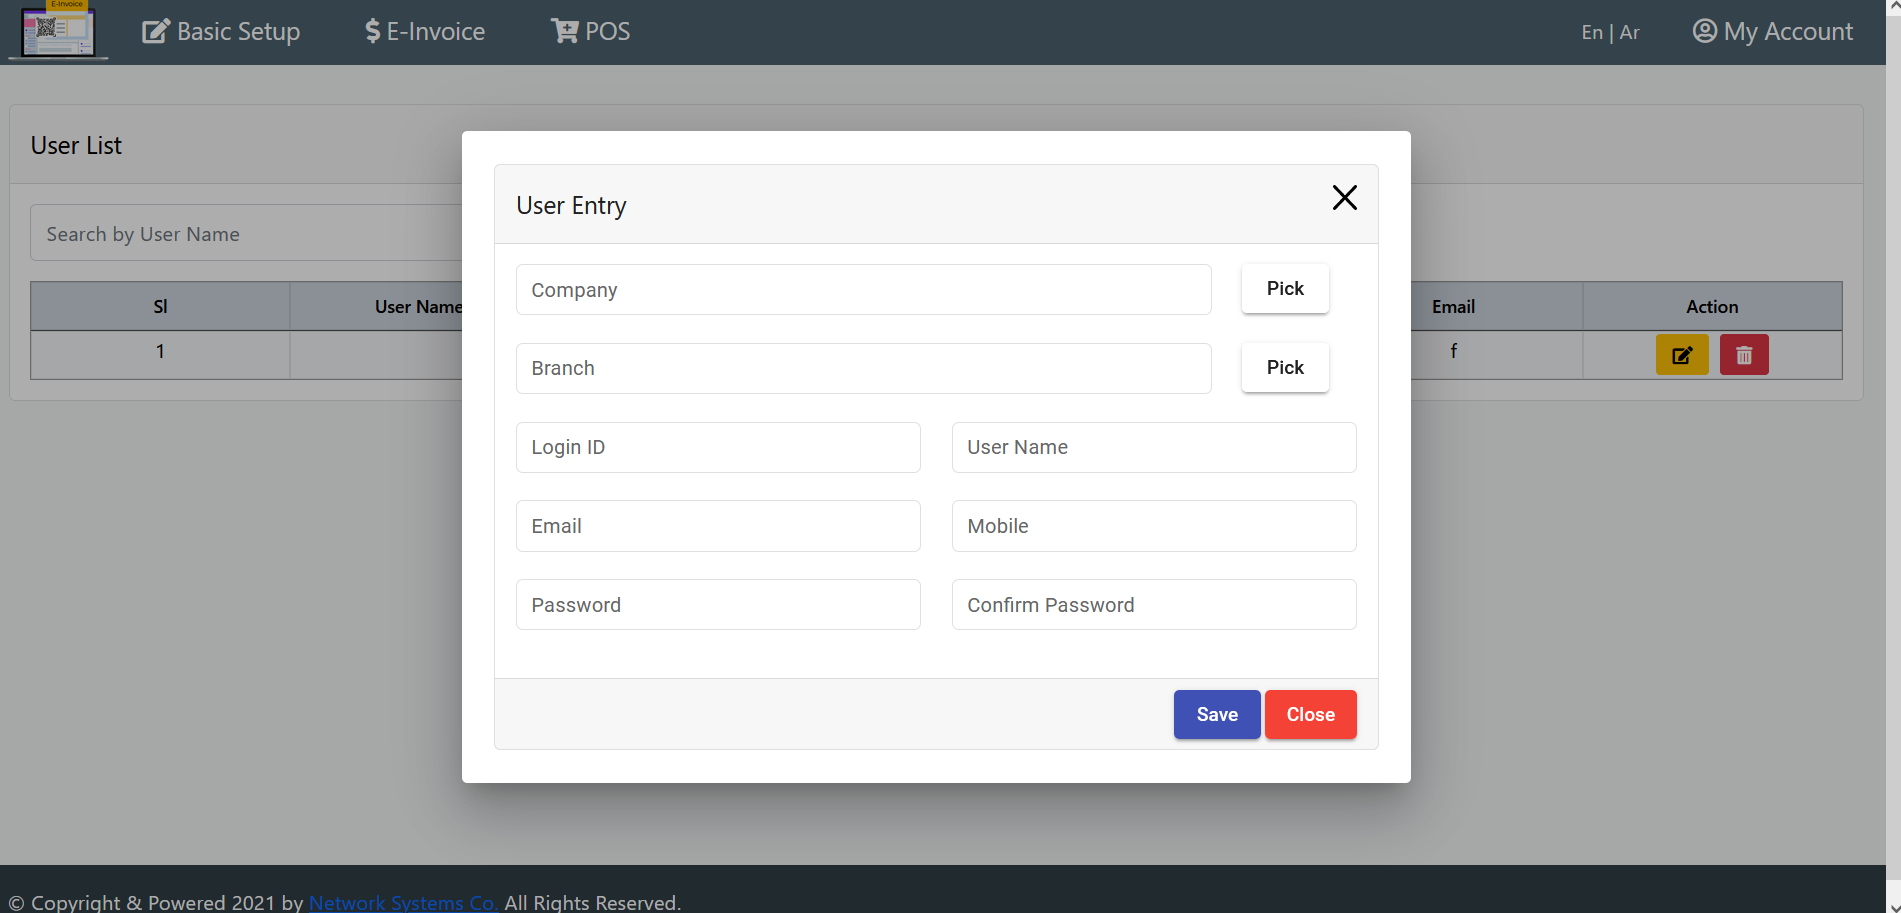 E-Invoice
Basic Setup
E-Invoice
POS
En | Ar
My Account
User List
Search by User Name
Sl
User Name
Email
Action
1
f
User Entry
Company
Pick
Branch
Pick
Login ID
User Name
Email
Mobile
Password
Confirm Password
Save
Close
© Copyright & Powered 2021 by Network Systems Co. All Rights Reserved.